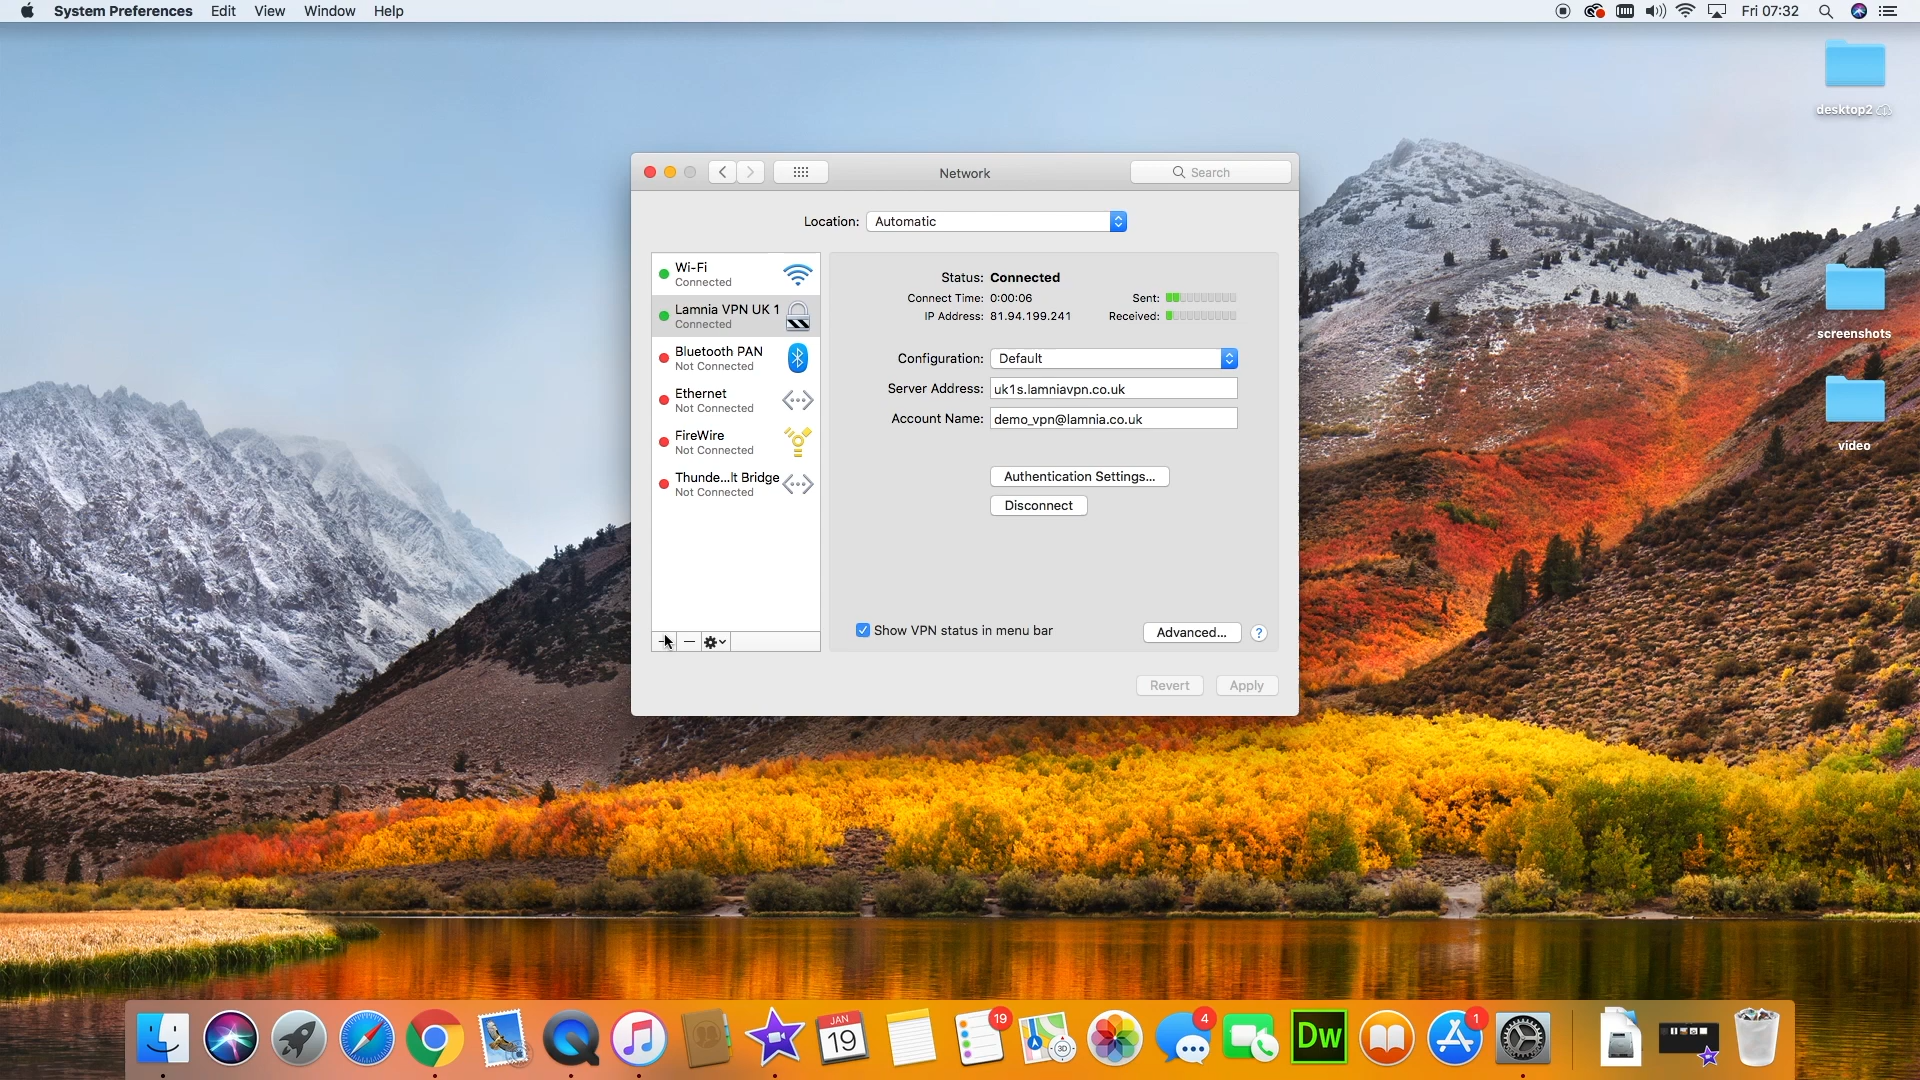 System Preferences Edit View Window Help
Fri 07:32
desktop2
screenshots
video
Network
Search
Location: Automatic
Wi-Fi
Connected
Lamnia VPN UK 1
Connected
Bluetooth PAN
Not Connected
Ethernet
Not Connected
FireWire
Not Connected
Thunde...lt Bridge
Not Connected
Status: Connected
Connect Time: 0:00:06 Sent:
IP Address: 81.94.199.241 Received:
Configuration: Default
Server Address: uk1s.lamniavpn.co.uk
Account Name: demo_vpn@lamnia.co.uk
Authentication Settings...
Disconnect
Show VPN status in menu bar
Advanced... ?
Revert Apply
JAN
19
19
3D
4
Dw
1